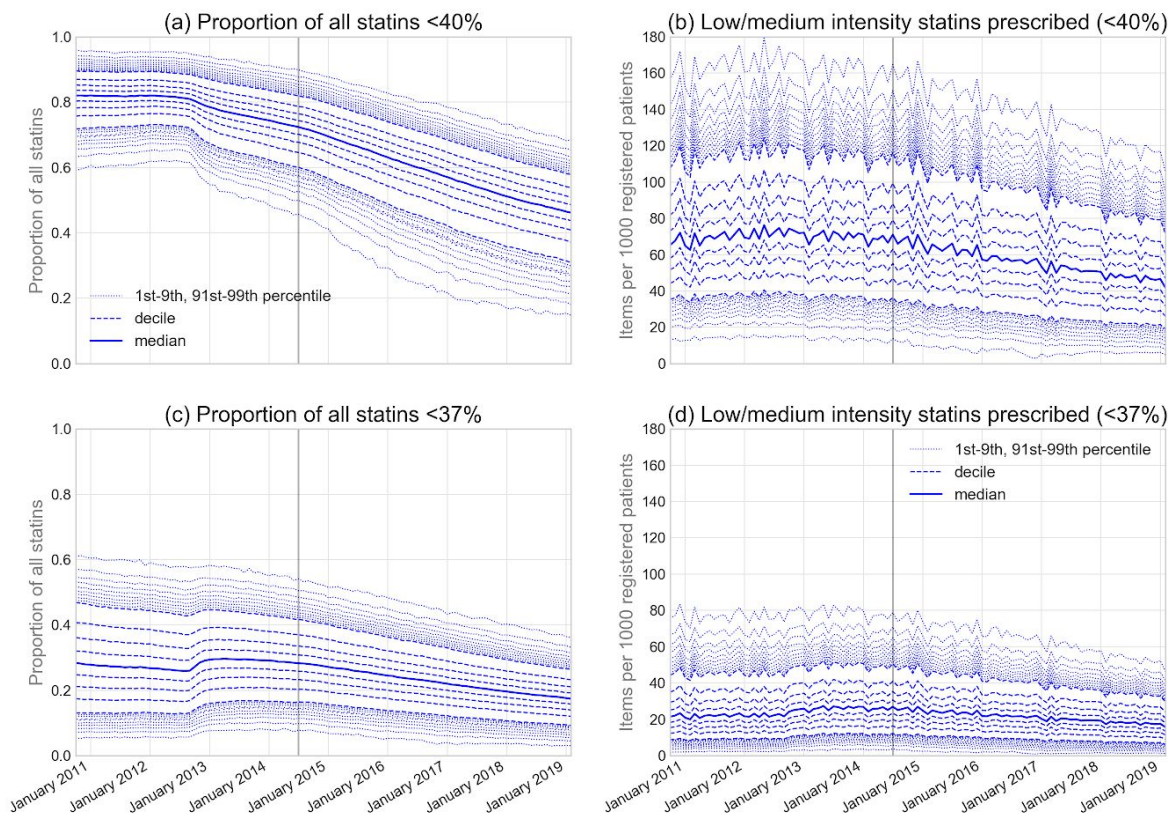 (a) Proportion of all statins <40%
1.0
0.8
0.6
0.4
0.2
0.0
Proportion of all statins
1st-9th, 91st-99th percentile
decile
median
(b) Low/medium intensity statins prescribed (<40%)
180
160
140
120
100
80
60
40
20
0
Items per 1000 registered patients
(c) Proportion of all statins <37%
1.0
0.8
0.6
0.4
0.2
0.0
Proportion of all statins
January 2011
January 2012
January 2013
January 2014
January 2015
January 2016
January 2017
January 2018
January 2019
(d) Low/medium intensity statins prescribed (<37%)
180
160
140
120
100
80
60
40
20
0
Items per 1000 registered patients
1st-9th, 91st-99th percentile
decile
median
January 2011
January 2012
January 2013
January 2014
January 2015
January 2016
January 2017
January 2018
January 2019